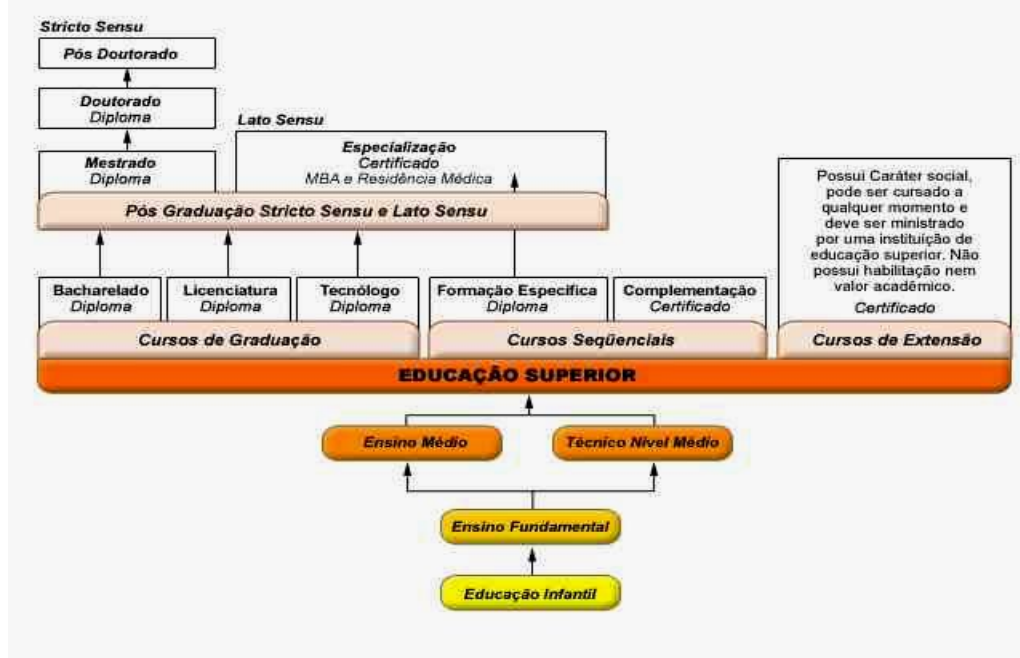 Stricto Sensu
Pós Doutorado
Doutorado
Diploma
Mestrado
Diploma
Lato Sensu
Especialização
Certificado
MBA e Residência Médica
Pós Graduação Stricto Sensu e Lato Sensu
Possui Caráter social,
pode ser cursado a
qualquer momento e
deve ser ministrado
por uma instituição de
educação superior. Não
possui habilitação nem
valor acadêmico.
Certificado
Bacharelado
Diploma
Licenciatura
Diploma
Tecnólogo
Diploma
Formação Específica
Diploma
Complementação
Certificado
Cursos de Graduação
Cursos Seqüenciais
Cursos de Extensão
EDUCAÇÃO SUPERIOR
Ensino Médio
Técnico Nível Médio
Ensino Fundamental
Educação Infantil